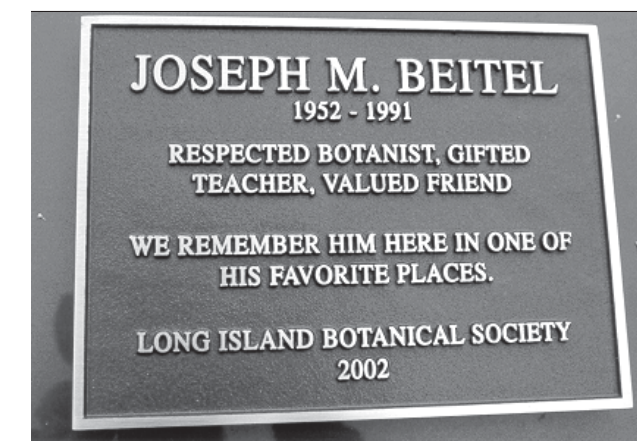 JOSEPH M. BEITEL
1952 - 1991
RESPECTED BOTANIST, GIFTED
TEACHER, VALUED FRIEND
WE REMEMBER HIM HERE IN ONE OF
HIS FAVORITE PLACES.
LONG ISLAND BOTANICAL SOCIETY
2002